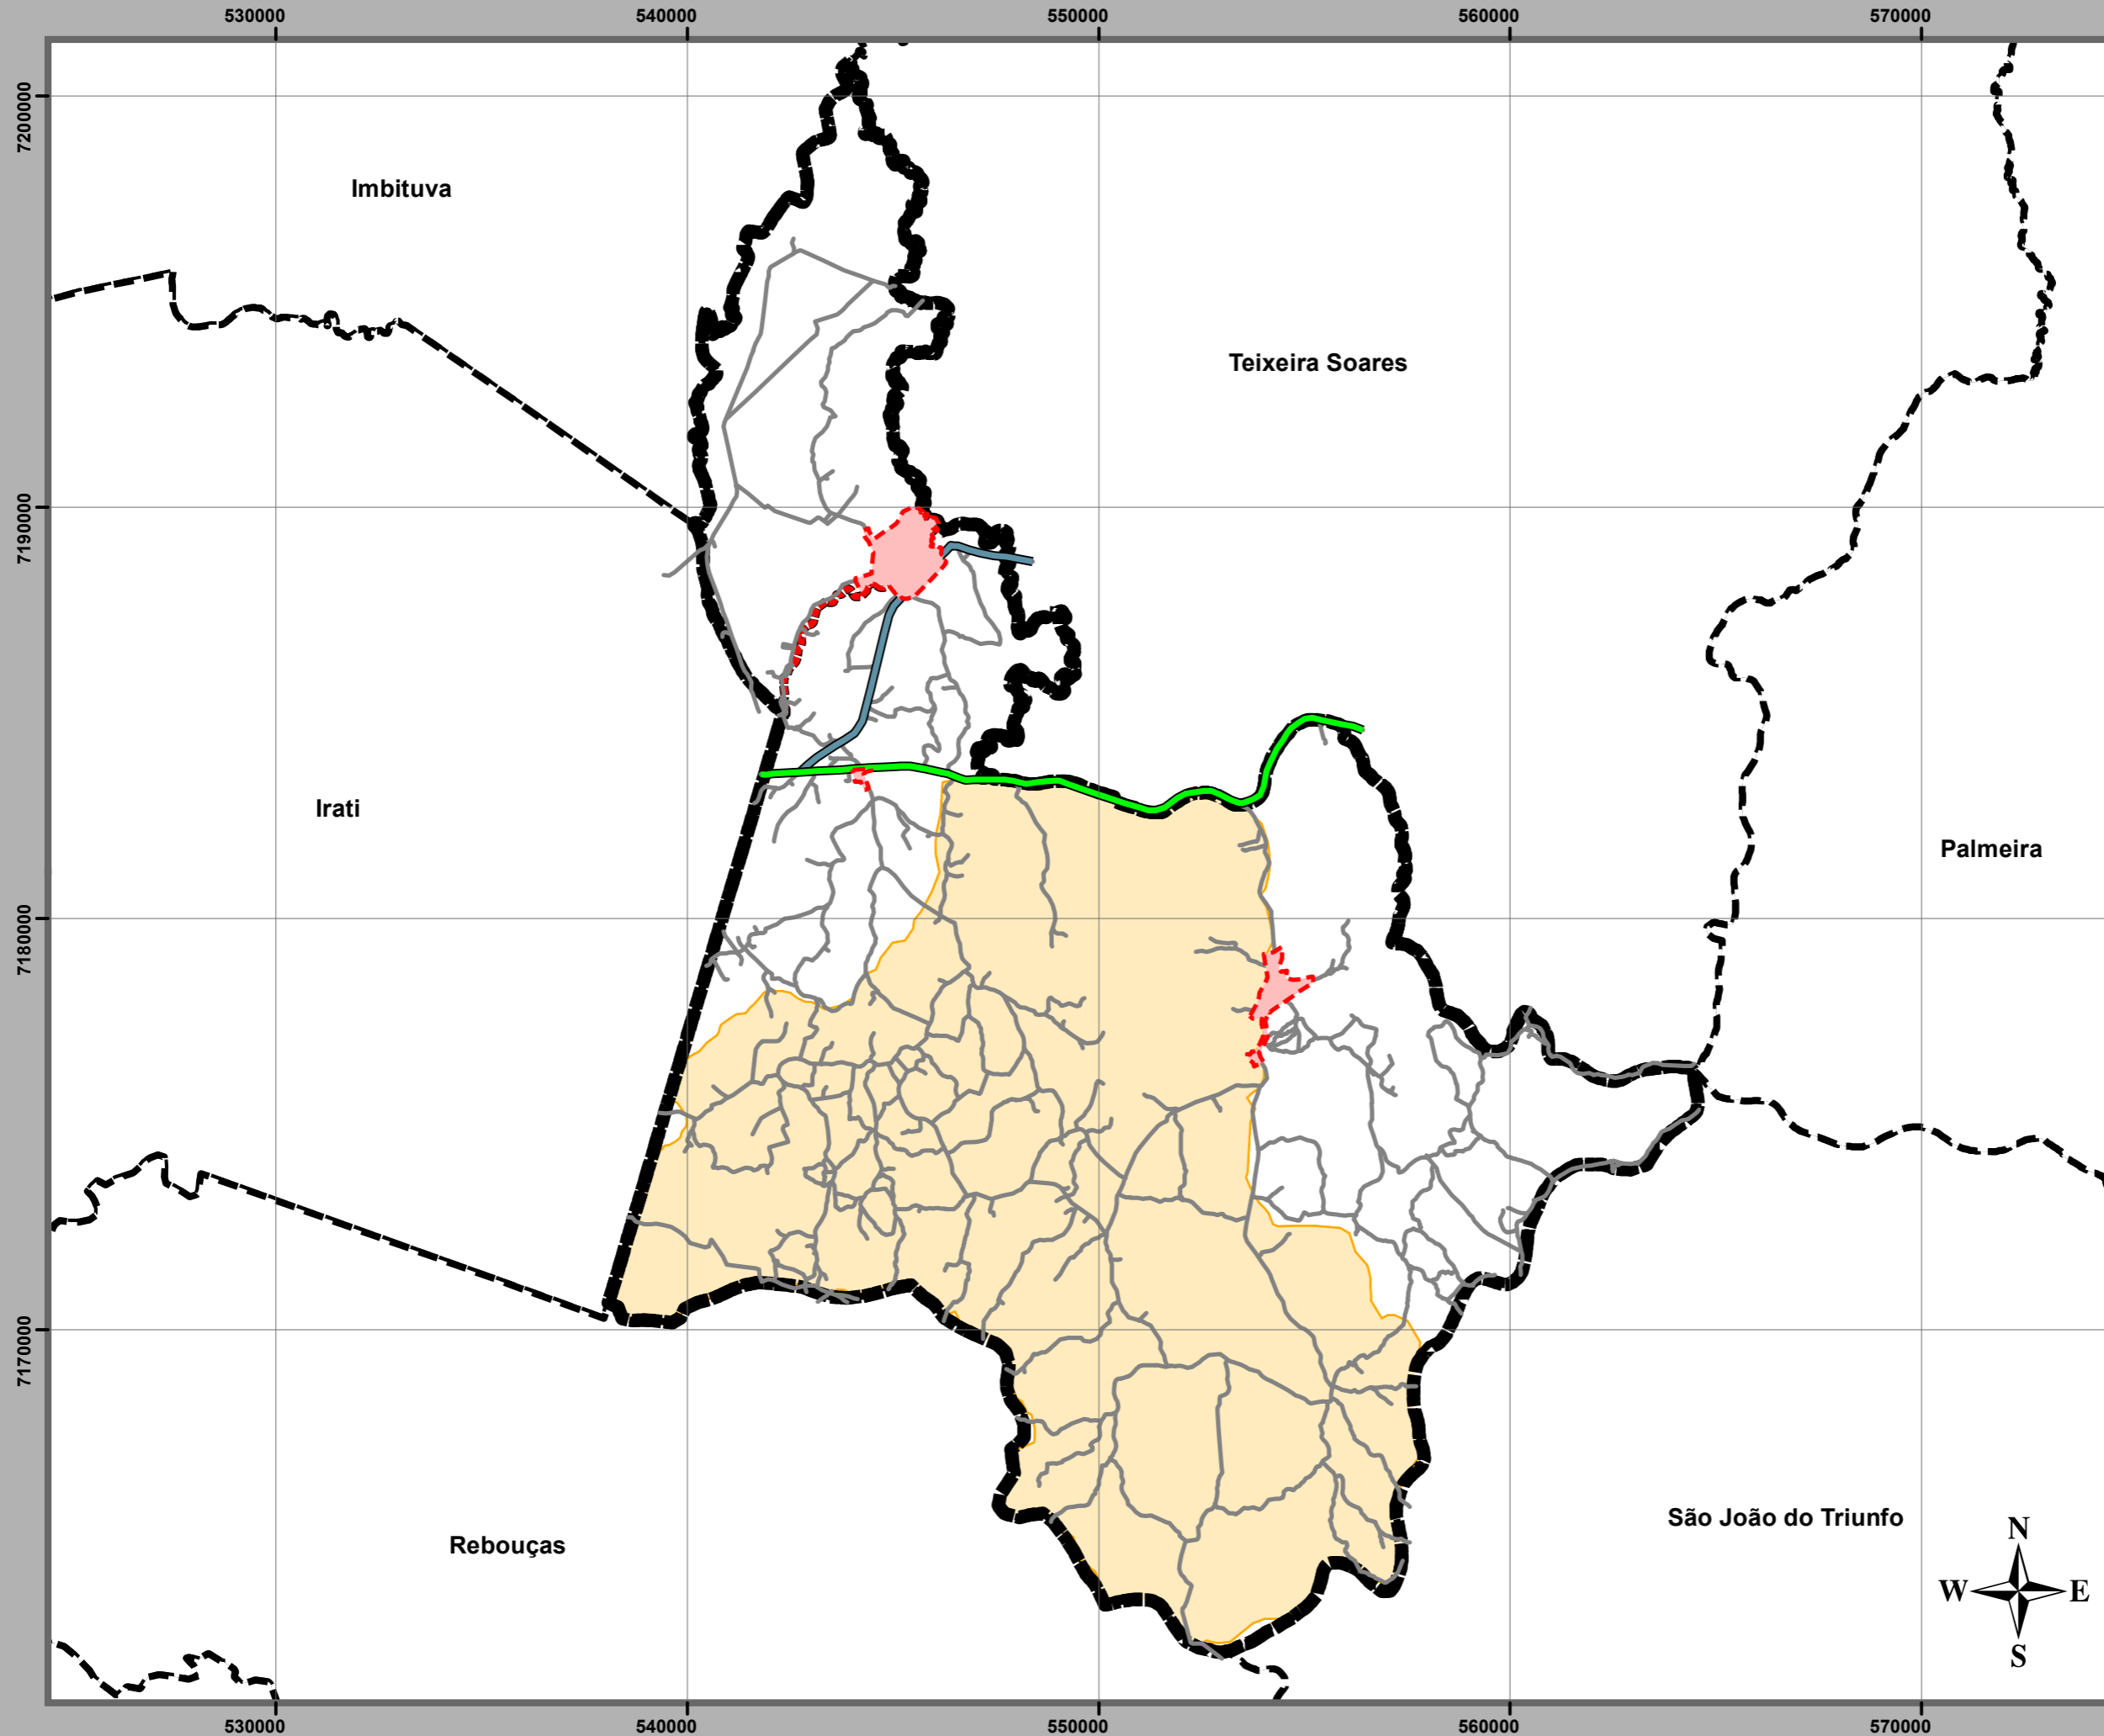 530000
540000
550000
560000
570000
7200000
Imbituva
Teixeira Soares
7190000
Irati
Palmeira
7180000
7170000
São João do Triunfo
Rebouças
N
W
E
S
530000
540000
550000
560000
570000